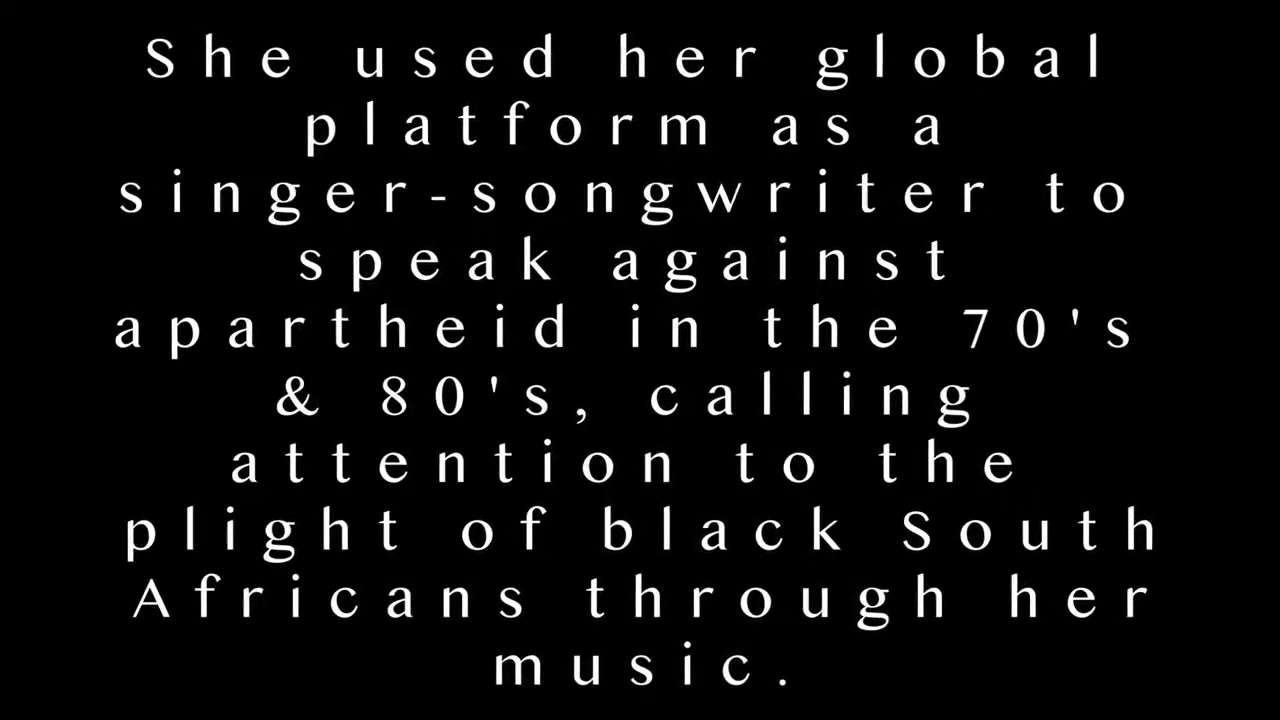 She used her global
platform as a
singer-songwriter to
speak against
apartheid in the 70's
& 80's, calling
attention to the
plight of black South
Africans through her
music.